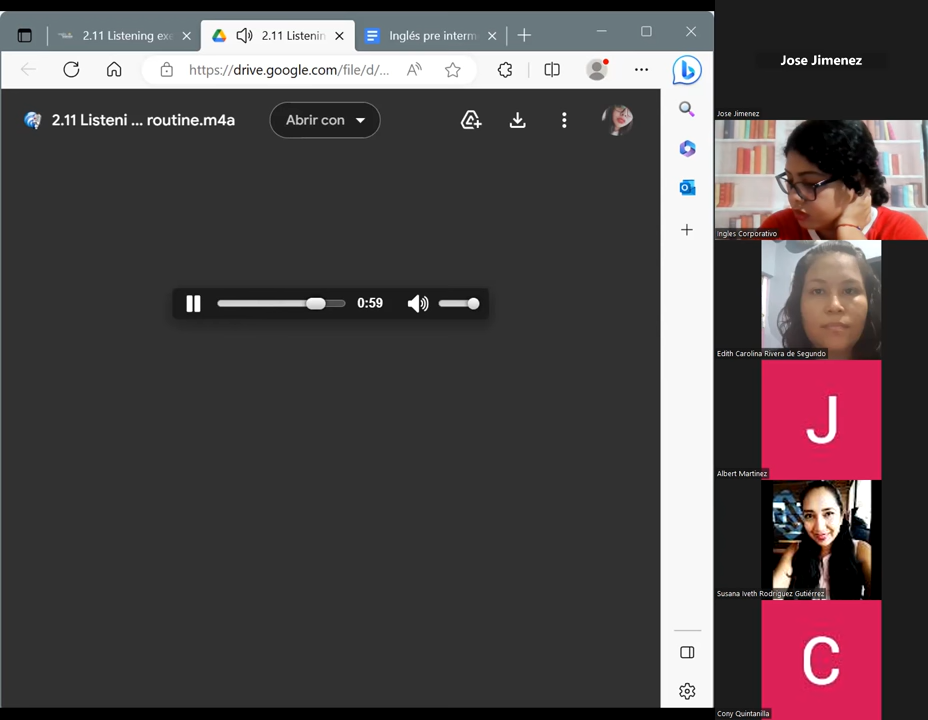 2.11 Listening exe
2.11 Listenin
Inglés pre interm
https://drive.google.com/file/d/...
2.11 Listeni ... routine.m4a
Abrir con
0:59
Jose Jimenez
Jose Jimenez
Ingles Corporativo
Edith Carolina Rivera de Segundo
J
Albert Martinez
Susana Iveth Rodriguez Gutiérrez
C
Cony Quintanilla